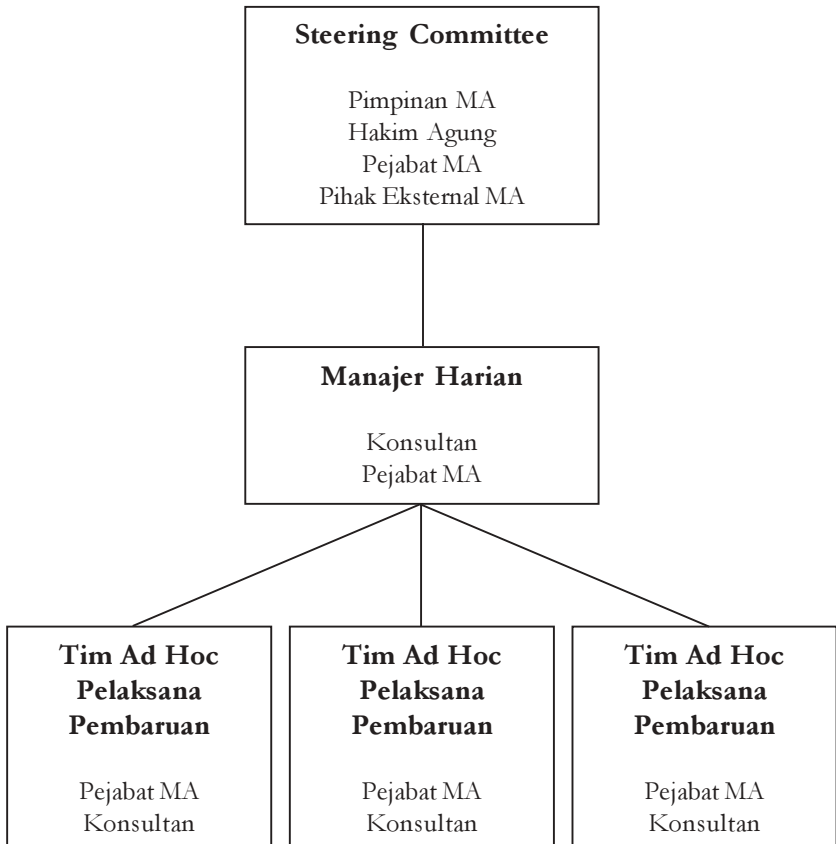 Steering Committee
Pimpinan MA
Hakim Agung
Pejabat MA
Pihak Eksternal MA
Manajer Harian
Konsultan
Pejabat MA
Tim Ad Hoc
Pelaksana
Pembaruan
Pejabat MA
Konsultan
Tim Ad Hoc
Pelaksana
Pembaruan
Pejabat MA
Konsultan
Tim Ad Hoc
Pelaksana
Pembaruan
Pejabat MA
Konsultan